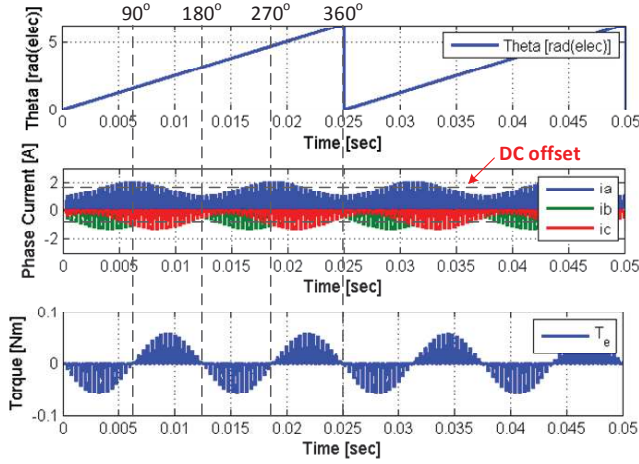 90° 180° 270° 360°
Theta [rad(elec)]
5
0
Theta [rad(elec)]
0 0.005 0.01 0.015 0.02 0.025 0.03 0.035 0.04 0.045 0.05
Time [sec]
DC offset
Phase Current [A]
2
0
-2
ia
ib
ic
0 0.005 0.01 0.015 0.02 0.025 0.03 0.035 0.04 0.045 0.05
Time [sec]
Torque [Nm]
0.1
0
-0.1
T_e
0 0.005 0.01 0.015 0.02 0.025 0.03 0.035 0.04 0.045 0.05
Time [sec]